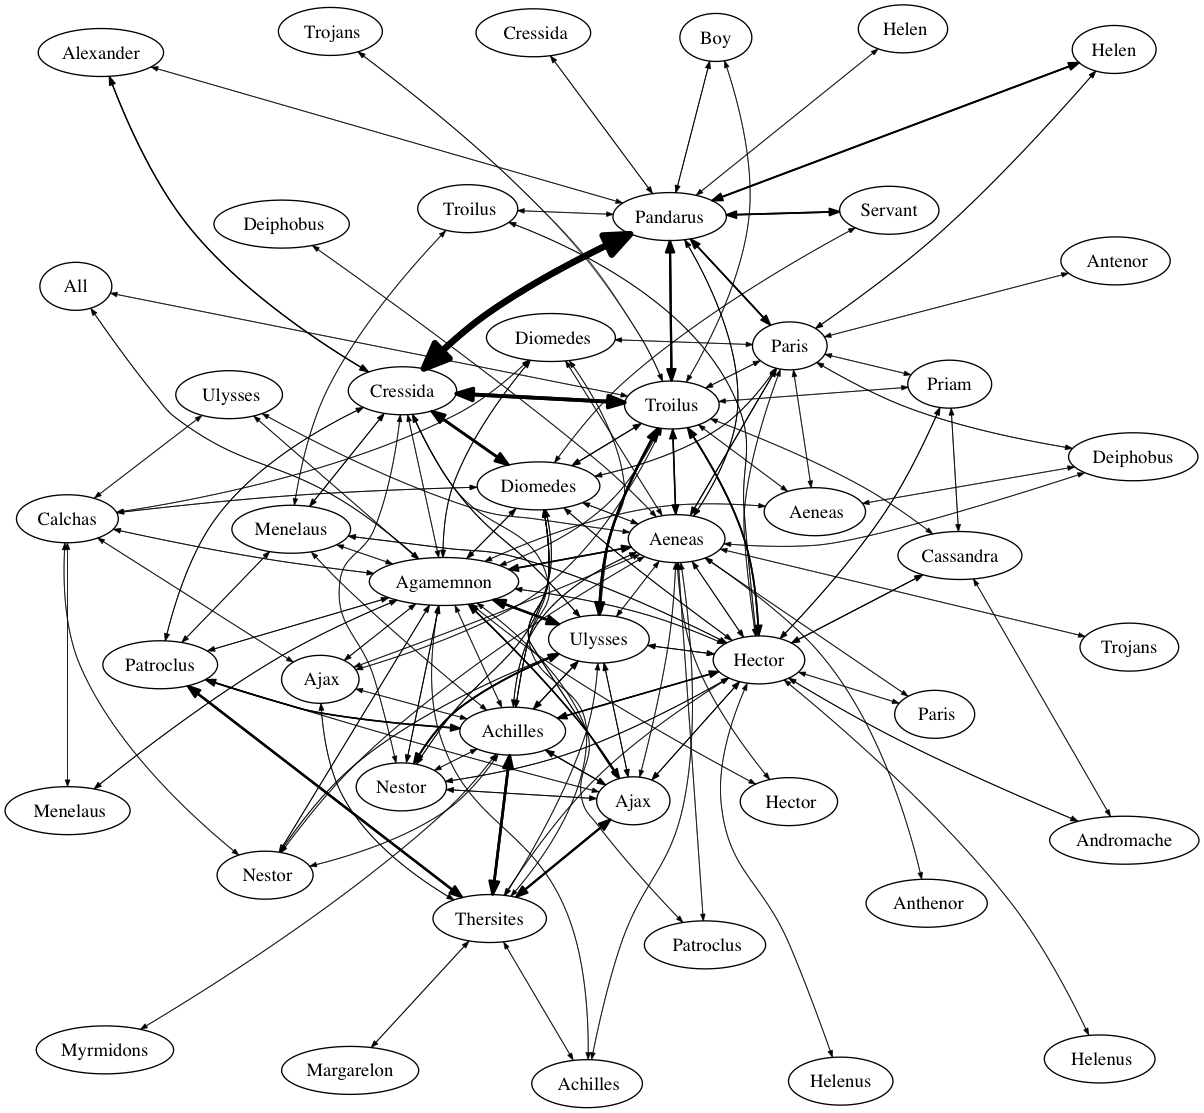 Alexander
Trojans
Cressida
Boy
Helen
Helen
Deiphobus
Troilus
Pandarus
Servant
Antenor
All
Diomedes
Paris
Ulysses
Cressida
Troilus
Priam
Deiphobus
Calchas
Menelaus
Diomedes
Aeneas
Aeneas
Cassandra
Agamemnon
Ulysses
Hector
Trojans
Patroclus
Ajax
Achilles
Paris
Menelaus
Nestor
Ajax
Hector
Andromache
Nestor
Thersites
Patroclus
Anthenor
Myrmidons
Margarelon
Achilles
Helenus
Helenus